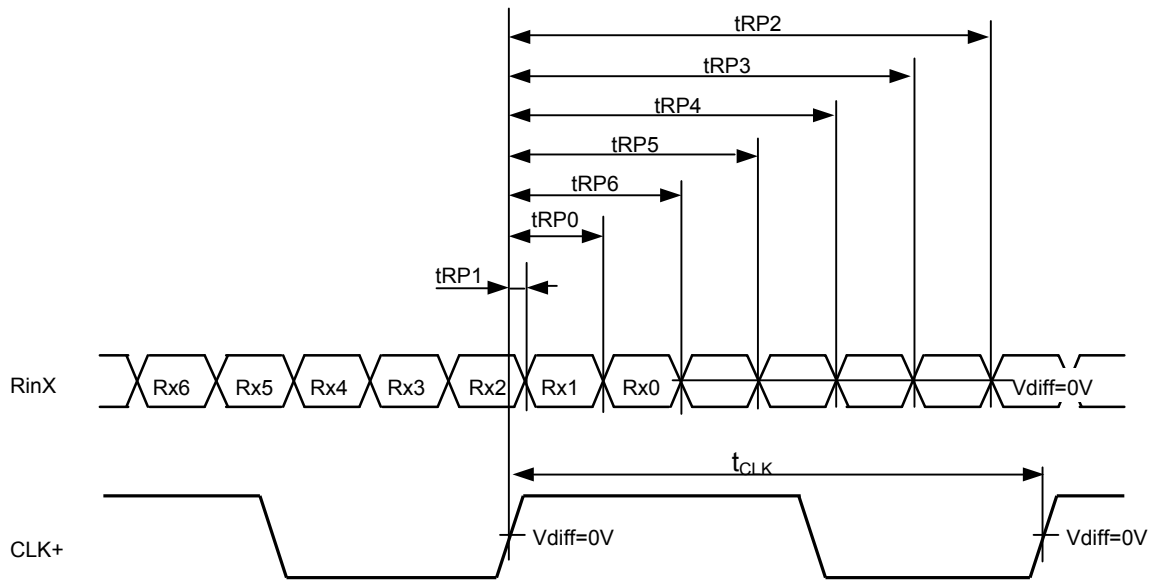 tRP2
tRP3
tRP4
tRP5
tRP6
tRP0
tRP1
RinX Rx6 Rx5 Rx4 Rx3 Rx2 Rx1 Rx0 Vdiff=0V
tCLK
CLK+ Vdiff=0V Vdiff=0V